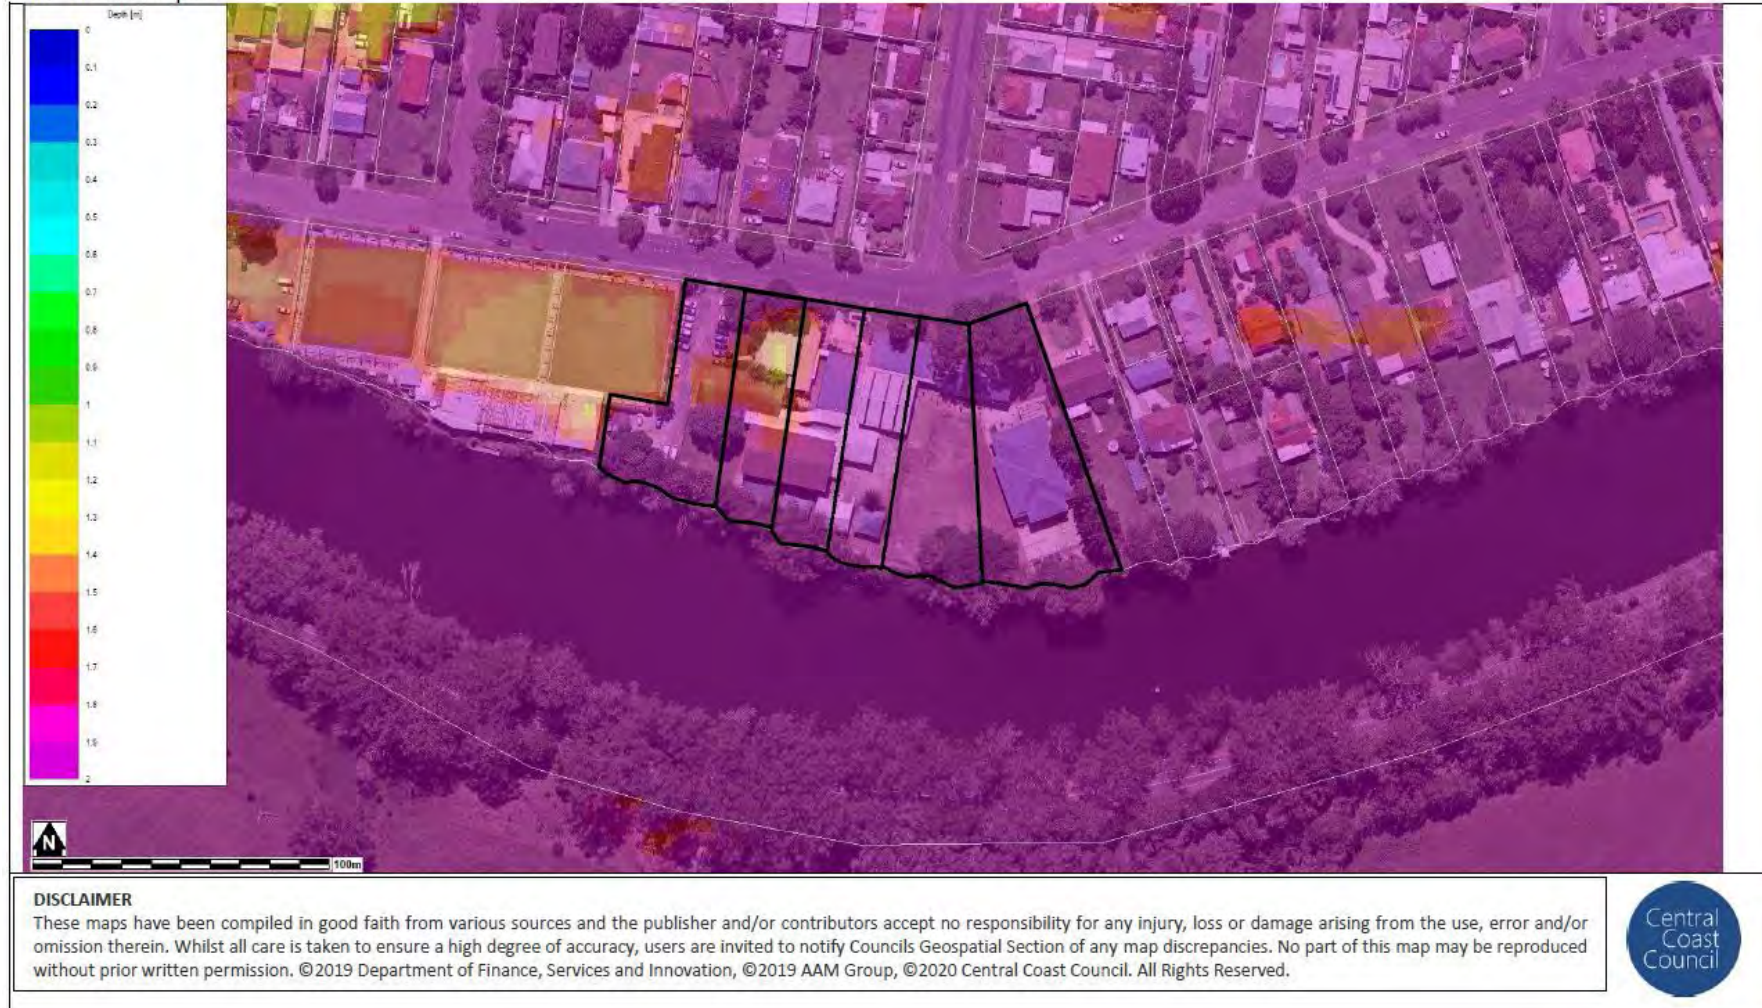 Depth [m]
0
0.1
0.2
0.3
0.4
0.5
0.6
0.7
0.8
0.9
1
1.1
1.2
1.3
1.4
1.5
1.6
1.7
1.8
1.9
2
N
100m
DISCLAIMER
These maps have been compiled in good faith from various sources and the publisher and/or contributors accept no responsibility for any injury, loss or damage arising from the use, error and/or
omission therein. Whilst all care is taken to ensure a high degree of accuracy, users are invited to notify Councils Geospatial Section of any map discrepancies. No part of this map may be reproduced
without prior written permission. ©2019 Department of Finance, Services and Innovation, ©2019 AAM Group, ©2020 Central Coast Council. All Rights Reserved.
Central
Coast
Council